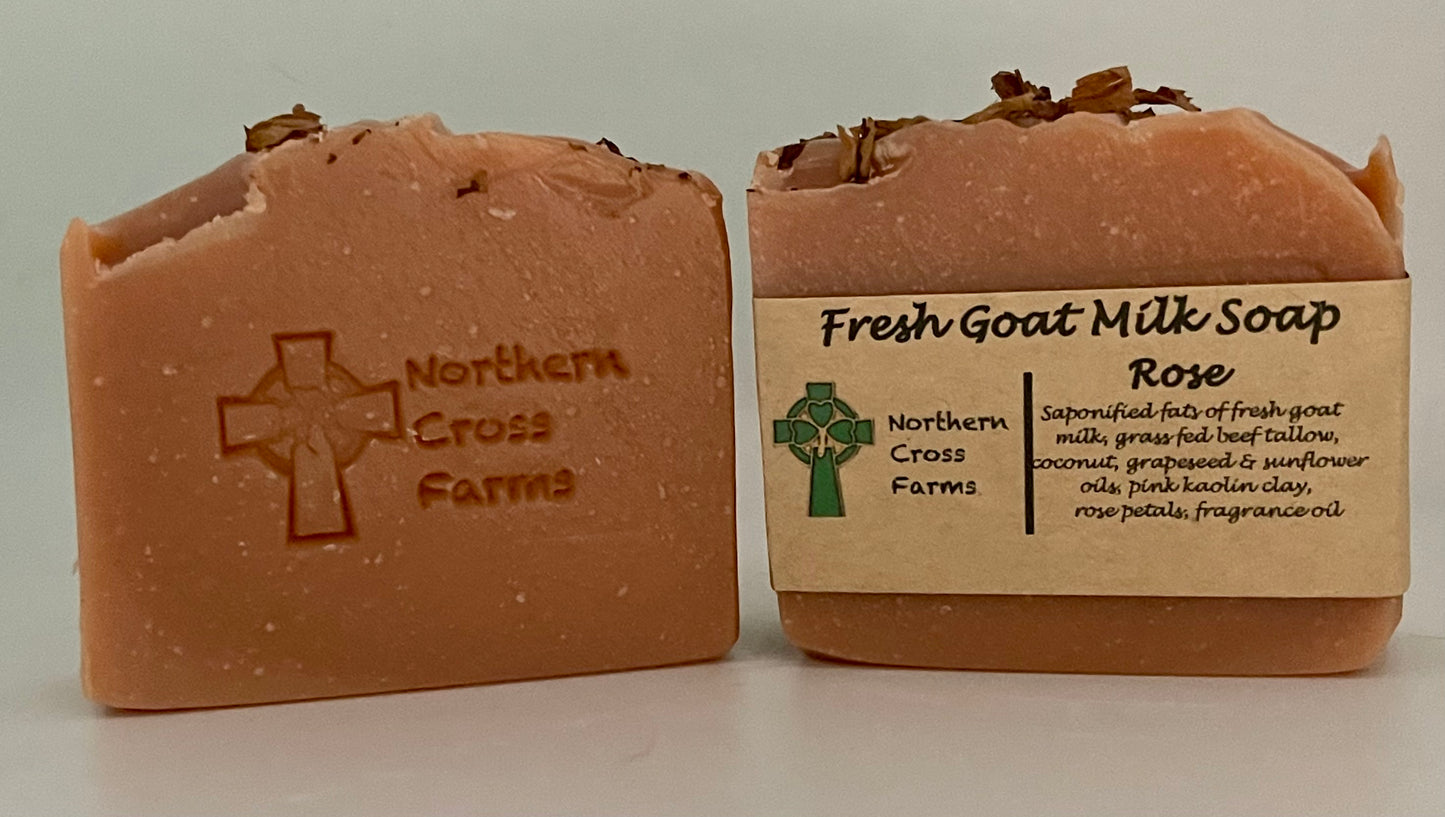 Northern
Cross
Farms
Fresh Goat Milk Soap
Rose
Northern
Cross
Farms
Saponified fats of fresh goat
milk, grass fed beef tallow,
coconut, grapeseed & sunflower
oils, pink kaolin clay,
rose petals, fragrance oil